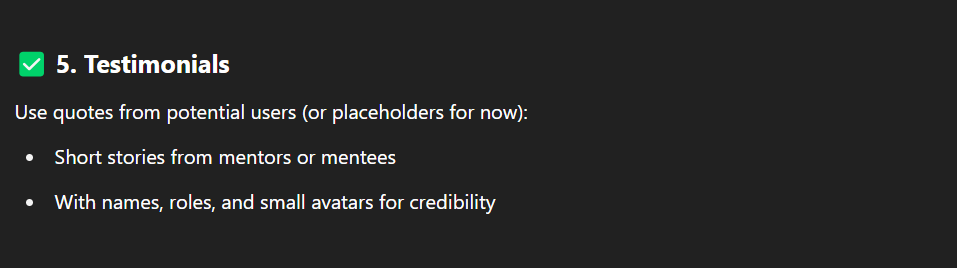 ✅ 5. Testimonials
Use quotes from potential users (or placeholders for now):
• Short stories from mentors or mentees
• With names, roles, and small avatars for credibility